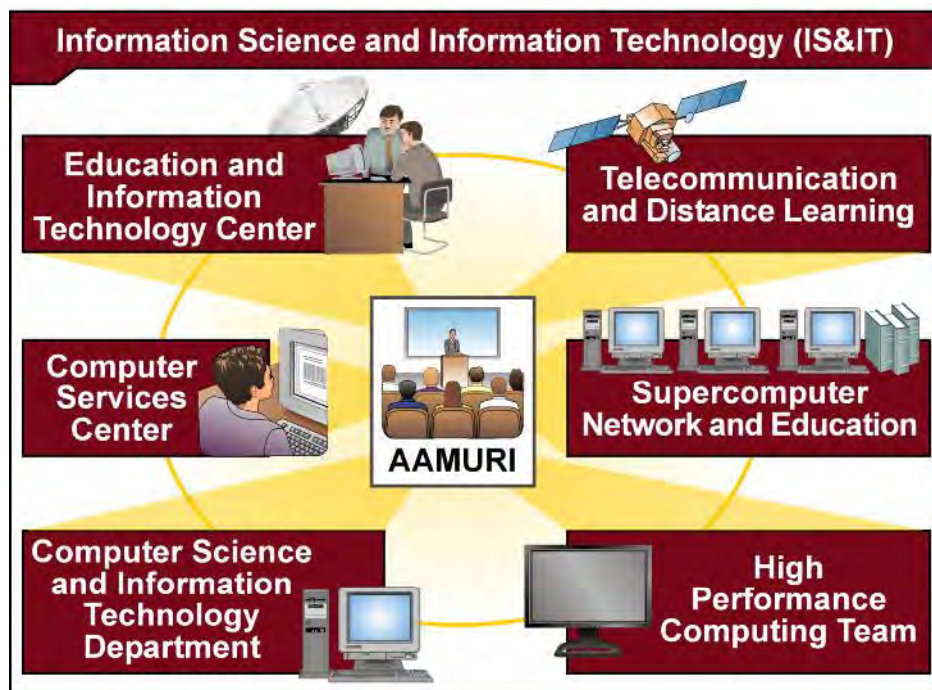 Information Science and Information Technology (IS&IT)
Education and
Information
Technology Center
Telecommunication
and Distance Learning
Computer
Services
Center
AAMURI
Supercomputer
Network and Education
Computer Science
and Information
Technology
Department
High
Performance
Computing Team